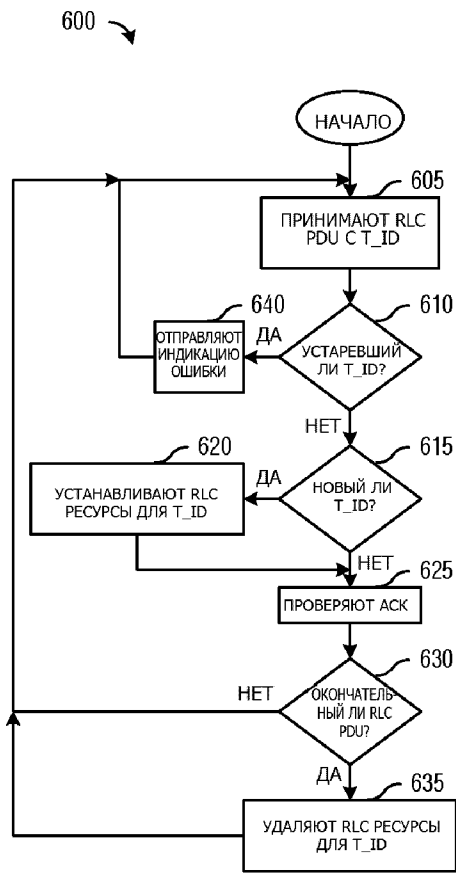 600
НАЧАЛО
605
ПРИНИМАЮТ RLC
PDU С T_ID
640
ОТПРАВЛЯЮТ
ИНДИКАЦИЮ
ОШИБКИ
ДА
610
УСТАРЕВШИЙ
ЛИ T_ID?
НЕТ
620
УСТАНАВЛИВАЮТ RLC
РЕСУРСЫ ДЛЯ T_ID
ДА
615
НОВЫЙ ЛИ
T_ID?
НЕТ
625
ПРОВЕРЯЮТ АСК
630
НЕТ
ОКОНЧАТЕЛЬ-
НЫЙ ЛИ RLC
PDU?
ДА
635
УДАЛЯЮТ RLC РЕСУРСЫ
ДЛЯ T_ID